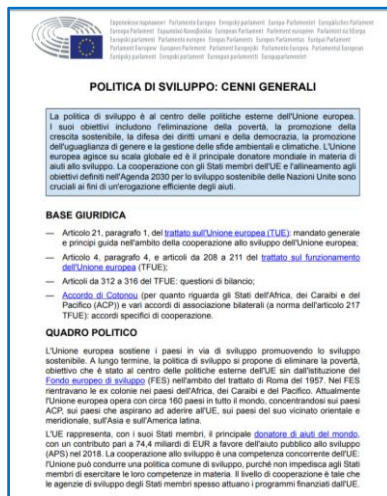 POLITICA DI SVILUPPO: CENNI GENERALI
La politica di sviluppo è al centro delle politiche esterne dell'Unione europea.
I suoi obiettivi includono l'eliminazione della povertà, la promozione della
crescita sostenibile, la difesa dei diritti umani e della democrazia, la promozione
dell'uguaglianza di genere e la gestione delle sfide ambientali e climatiche. L'Unione
europea agisce su scala globale ed è il principale donatore mondiale in materia di
aiuti allo sviluppo. La cooperazione con gli Stati membri dell'UE e l'allineamento agli
obiettivi definiti nell'Agenda 2030 per lo sviluppo sostenibile delle Nazioni Unite sono
cruciali ai fini di un'erogazione efficiente degli aiuti.
BASE GIURIDICA
— Articolo 21, paragrafo 1, del trattato sull'Unione europea (TUE): mandato generale
e principi guida nell'ambito della cooperazione allo sviluppo dell'Unione europea;
— Articolo 4, paragrafo 4, e articoli da 208 a 211 del trattato sul funzionamento
dell'Unione europea (TFUE);
— Articoli da 312 a 316 del TFUE: questioni di bilancio;
— Accordo di Cotonou (per quanto riguarda gli Stati dell'Africa, dei Caraibi e del
Pacifico (ACP)) e vari accordi di associazione bilaterali (a norma dell'articolo 217
TFUE): accordi specifici di cooperazione.
QUADRO POLITICO
L'Unione europea sostiene i paesi in via di sviluppo promuovendo lo sviluppo
sostenibile. A lungo termine, la politica di sviluppo si propone di eliminare la povertà,
obiettivo che è stato al centro delle politiche esterne dell'UE sin dall'istituzione del
Fondo europeo di sviluppo (FES) nell'ambito del trattato di Roma del 1957. Nel FES
rientravano le ex colonie nei paesi dell'Africa, dei Caraibi e del Pacifico. Attualmente
l'Unione europea opera con circa 160 paesi in tutto il mondo, concentrandosi sui paesi
ACP, sui paesi che aspirano ad aderire all'UE, sui paesi del suo vicinato orientale e
meridionale, sull'Asia e sull'America latina.
L'UE rappresenta, con i suoi Stati membri, il principale donatore di aiuti del mondo,
con un contributo pari a 74,4 miliardi di EUR a favore dell'aiuto pubblico allo sviluppo
(APS) nel 2018. La cooperazione allo sviluppo è una competenza concorrente dell'UE:
l'Unione può condurre una politica comune di sviluppo, purché non impedisca agli Stati
membri di esercitare le loro competenze in materia. Il livello di cooperazione è tale che
le agenzie di sviluppo degli Stati membri spesso attuano i programmi finanziati dall'UE.